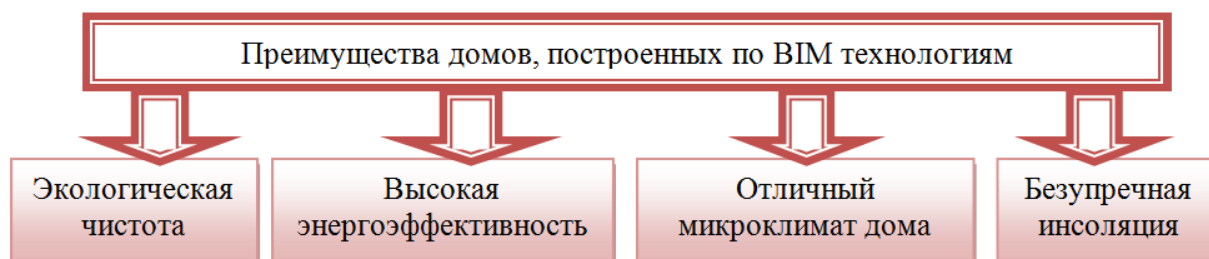 Преимущества домов, построенных по BIM технологиям
Экологическая
чистота
Высокая
энергоэффективность
Отличный
микроклимат дома
Безупречная
инсоляция